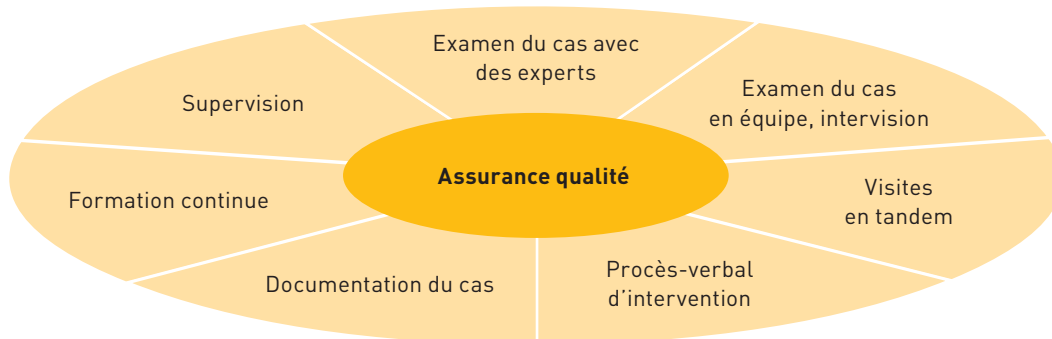 Examen du cas avec
des experts
Examen du cas
en équipe, intervision
Visites
en tandem
Procès-verbal
d’intervention
Documentation du cas
Formation continue
Supervision
Assurance qualité